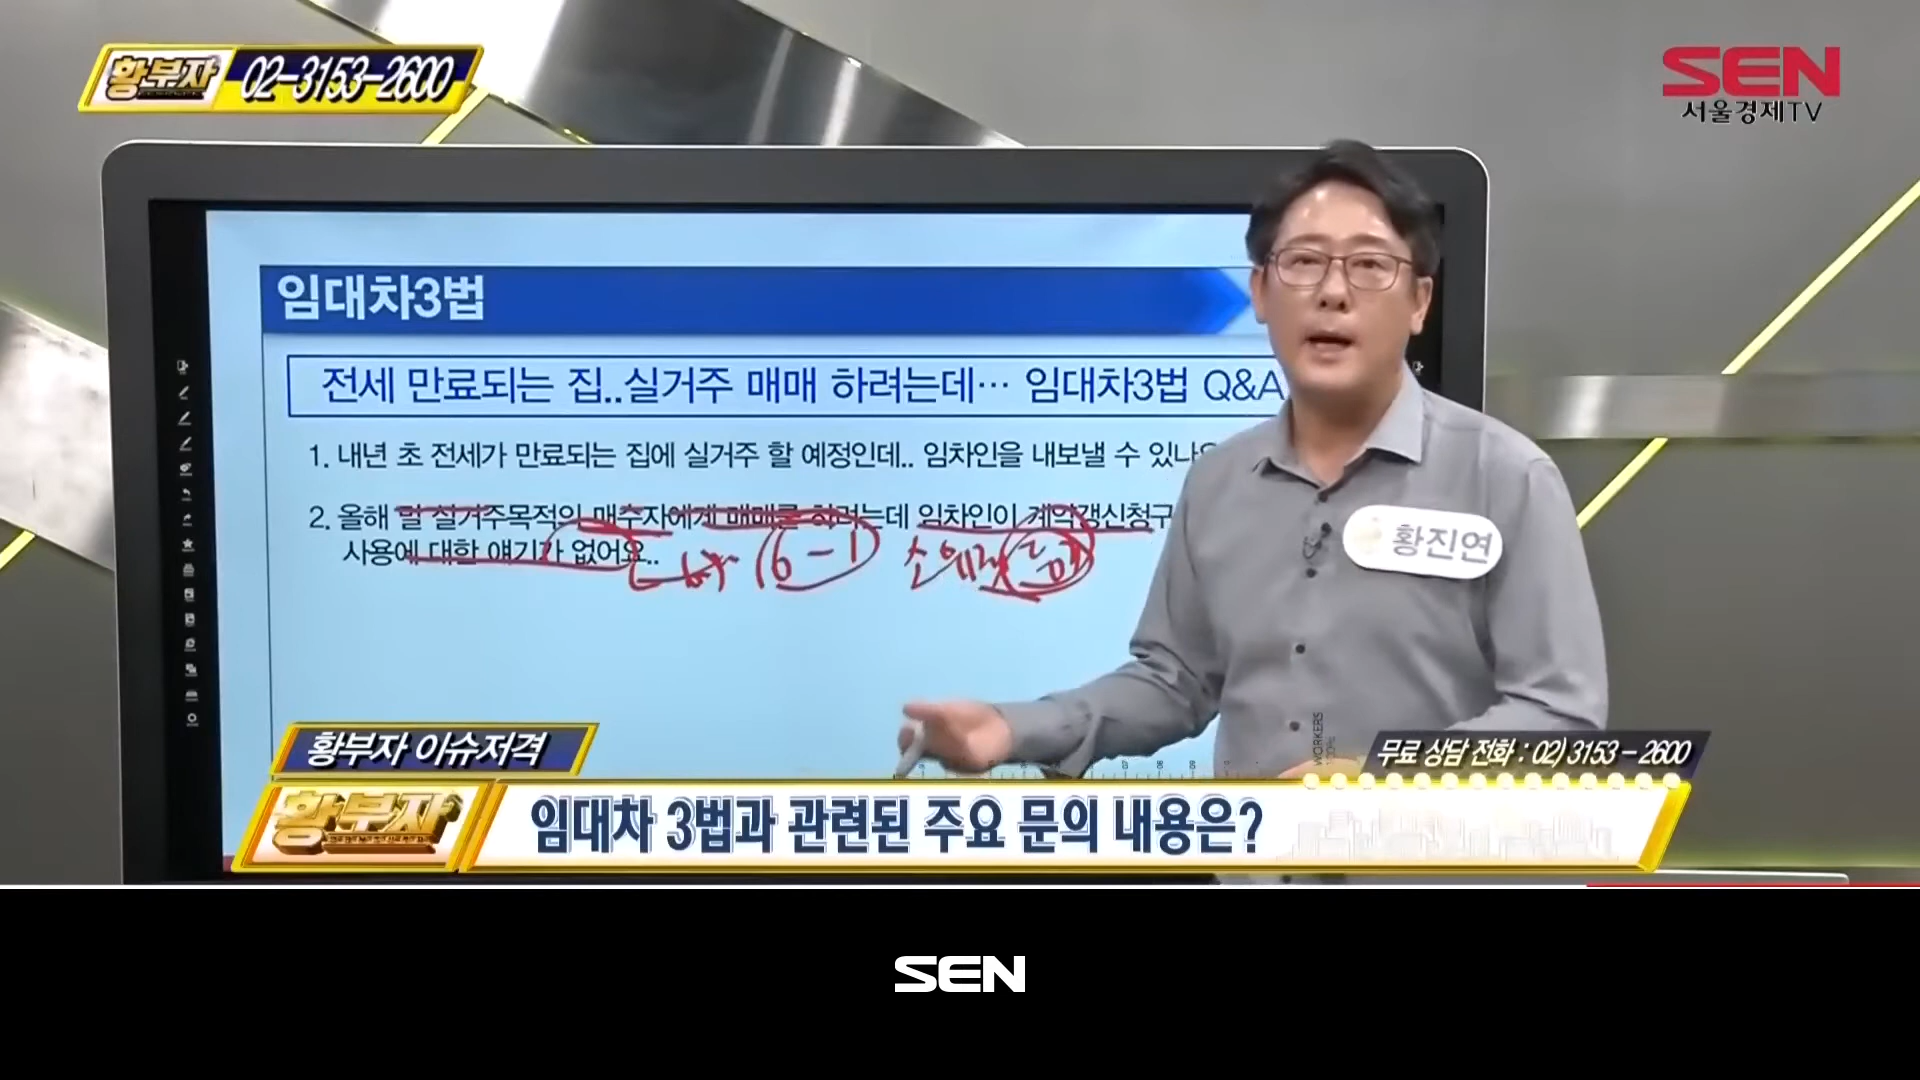 황부자 02-3153-2600
SEN
서울경제TV
임대차3법
전세 만료되는 집..실거주 매매 하려는데… 임대차3법 Q&A
1. 내년 초 전세가 만료되는 집에 실거주 할 예정인데.. 임차인을 내보낼 수 있나
2. 올해 말 실거주목적의 매수자에게 매매를 하려는데 임차인이 계약갱신청구
사용에 대한 얘기가 없어요..
6-1
황진연
WORKERS
황부자 이슈저격
무료 상담 전화 : 02) 3153 - 2600
황부자
임대차 3법과 관련된 주요 문의 내용은?
SEN